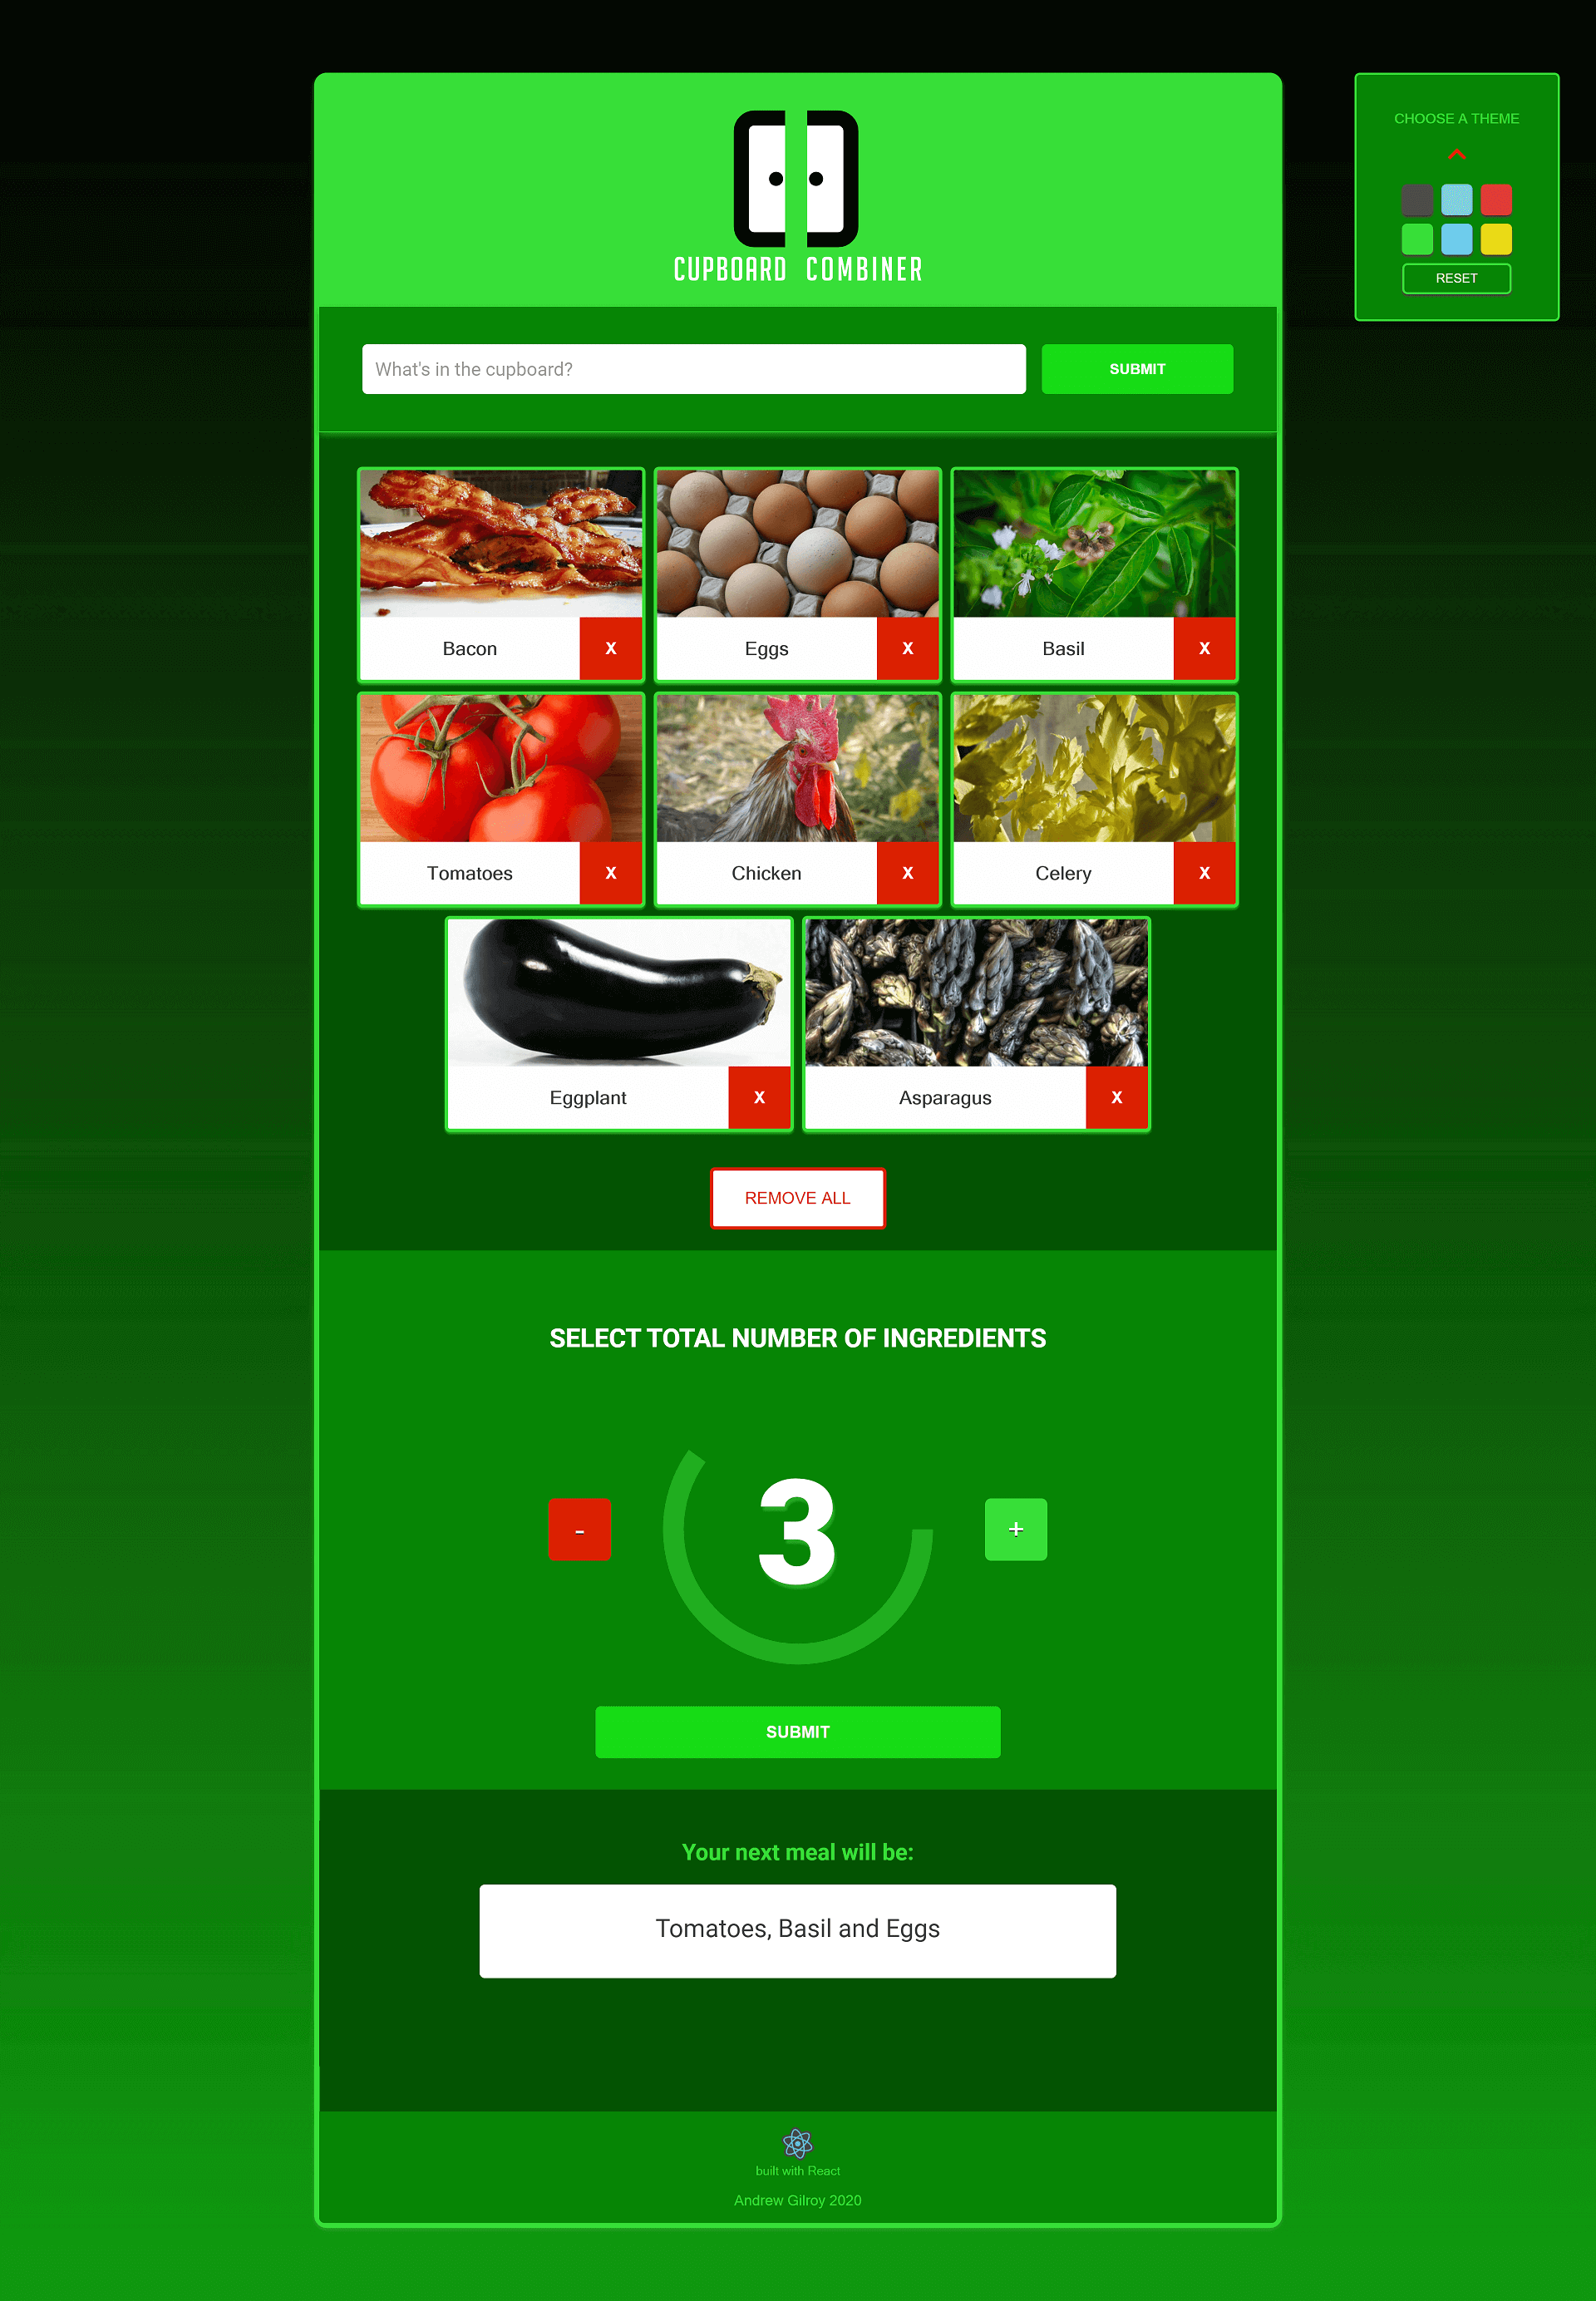 CUPBOARD COMBINER
CHOOSE A THEME
RESET
What's in the cupboard?
SUBMIT
Bacon X
Eggs X
Basil X
Tomatoes X
Chicken X
Celery X
Eggplant X
Asparagus X
REMOVE ALL
SELECT TOTAL NUMBER OF INGREDIENTS
- 3 +
SUBMIT
Your next meal will be:
Tomatoes, Basil and Eggs
built with React
Andrew Gilroy 2020